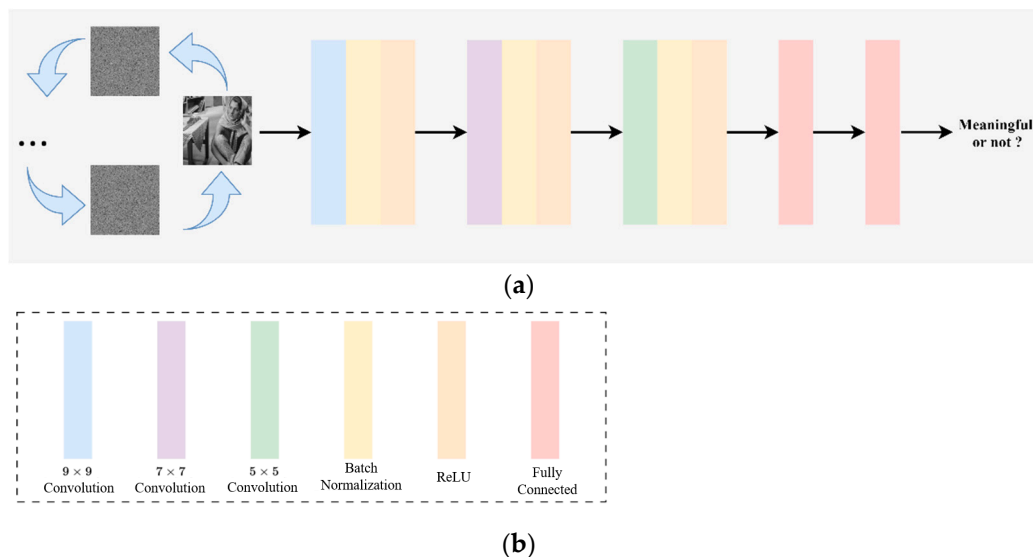 ...
Meaningful
or not ?
(a)
9 × 9
Convolution
7 × 7
Convolution
5 × 5
Convolution
Batch
Normalization
ReLU
Fully
Connected
(b)